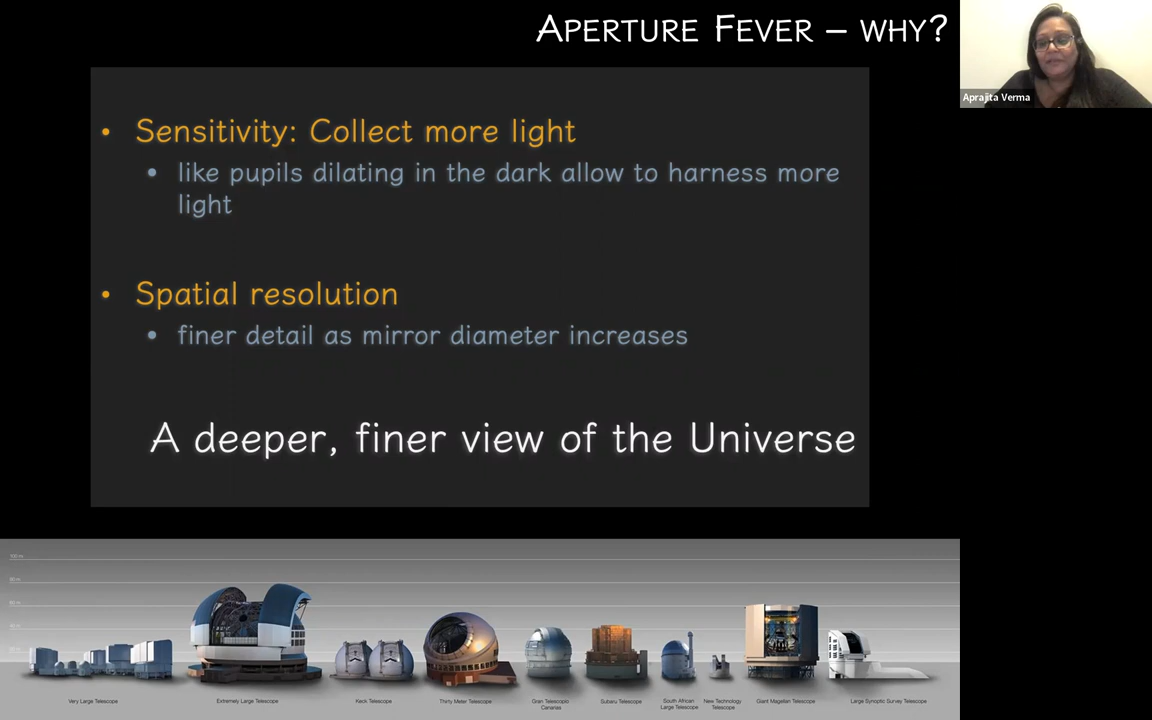 APERTURE FEVER – WHY?
Aprajita Verma
• Sensitivity: Collect more light
• like pupils dilating in the dark allow to harness more
light
• Spatial resolution
• finer detail as mirror diameter increases
A deeper, finer view of the Universe
Very Large Telescope
Extremely Large Telescope
Keck Telescope
Thirty Meter Telescope
Gran Telescopio
Canarias
Subaru Telescope
South African
Large Telescope
New Technology
Telescope
Giant Magellan Telescope
Large Synoptic Survey Telescope